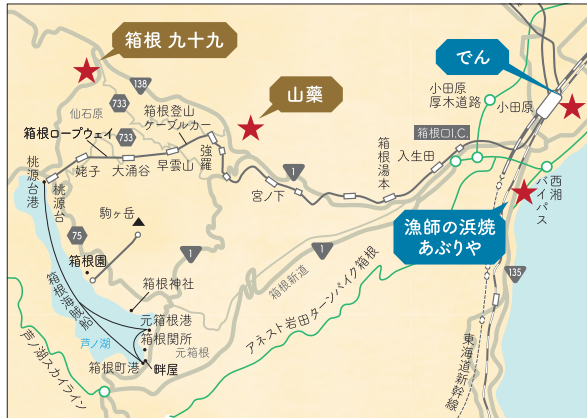 箱根 九十九
山藥
でん
漁師の浜焼
あぶりや
138
仙石原
733
733
箱根登山
ケーブルカー
箱根ロープウェイ
小田原
厚木道路
小田原
箱根口I.C.
桃源台港
桃源台
姥子
大涌谷
早雲山
強羅
1
宮ノ下
箱根湯本
入生田
西湘
バイパス
駒ヶ岳
75
箱根園
1
1
箱根新道
135
箱根神社
箱根海賊船
元箱根港
箱根関所
元箱根
芦ノ湖
箱根町港
畔屋
アネスト岩田ターンパイク箱根
芦ノ湖スカイライン
東海道新幹線